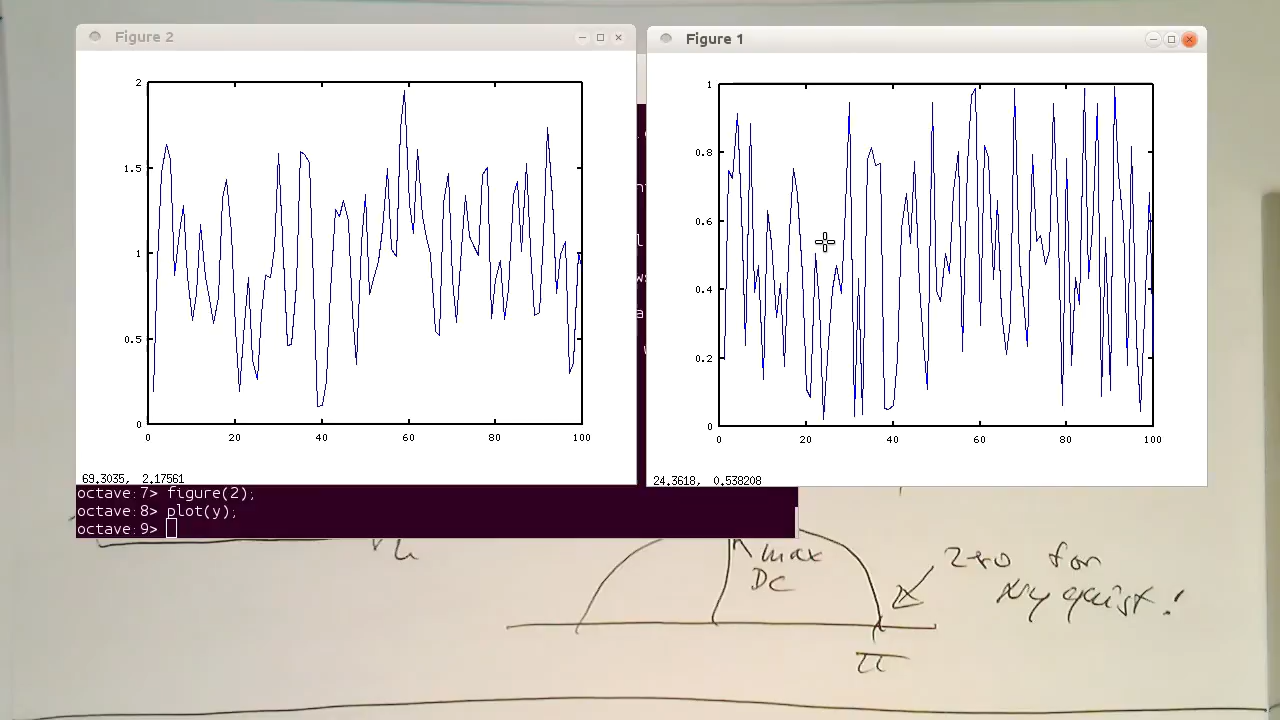 Figure 2
2
1.5
1
0.5
0
0 20 40 60 80 100
69.3035, 2.17561
Figure 1
1
0.8
0.6
0.4
0.2
0
0 20 40 60 80 100
24.3618, 0.538208
octave:7> figure(2);
octave:8> plot(y);
octave:9>
max
DC
zero for
Nyquist!
π